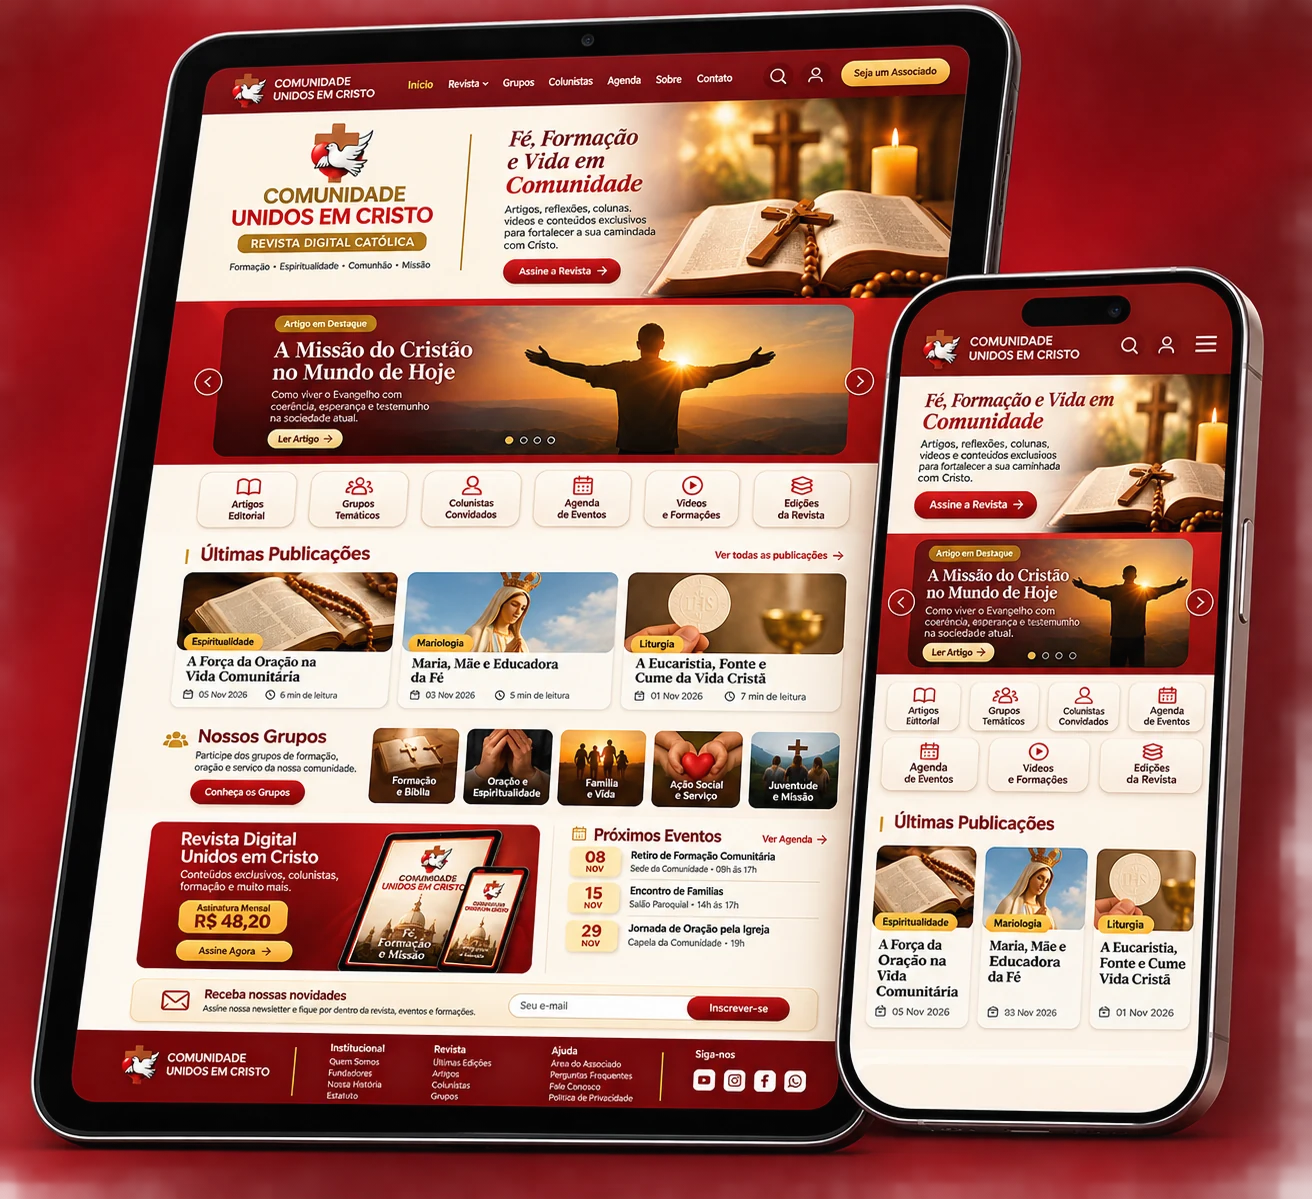 COMUNIDADE
UNIDOS EM CRISTO
Início
Revista
Grupos
Colunistas
Agenda
Sobre
Contato
Seja um Associado
COMUNIDADE
UNIDOS EM CRISTO
REVISTA DIGITAL CATÓLICA
Formação • Espiritualidade • Comunhão • Missão
Fé, Formação
e Vida em
Comunidade
Artigos, reflexões, colunas,
vídeos e conteúdos exclusivos
para fortalecer a sua camindada
com Cristo.
Assine a Revista →
Artigo em Destaque
A Missão do Cristão
no Mundo de Hoje
Como viver o Evangelho com
coerência, esperança e testemunho
na sociedade atual.
Ler Artigo →
Artigos
Editorial
Grupos
Temáticos
Colunistas
Convidados
Agenda
de Eventos
Vídeos
e Formações
Edições
da Revista
Últimas Publicações
Ver todas as publicações →
Espiritualidade
A Força da Oração na
Vida Comunitária
05 Nov 2026
6 min de leitura
Mariologia
Maria, Mãe e Educadora
da Fé
03 Nov 2026
5 min de leitura
IHS
Liturgia
A Eucaristia, Fonte e
Cume da Vida Cristã
01 Nov 2026
7 min de leitura
Nossos Grupos
Participe dos grupos de formação,
oração e serviço da nossa comunidade.
Conheça os Grupos
Formação
e Bíblia
Oração e
Espiritualidade
Família
e Vida
Ação Social
e Serviço
Juventude
e Missão
Revista Digital
Unidos em Cristo
Conteúdos exclusivos, colunistas,
formação e muito mais.
Assinatura Mensal
R$ 48,20
Assine Agora →
COMUNIDADE
UNIDOS EM CRISTO
Fé,
Formação
e Missão
Próximos Eventos
Ver Agenda →
08
NOV
Retiro de Formação Comunitária
Sede da Comunidade • 09h às 17h
15
NOV
Encontro de Famílias
Salão Paroquial • 14h às 17h
29
NOV
Jornada de Oração pela Igreja
Capela da Comunidade • 19h
Receba nossas novidades
Assine nossa newsletter e fique por dentro da revista, eventos e formações.
Seu e-mail
Inscrever-se
COMUNIDADE
UNIDOS EM CRISTO
Institucional
Quem Somos
Fundadores
Nossa História
Estatuto
Revista
Últimas Edições
Artigos
Colunistas
Grupos
Ajuda
Área do Associado
Perguntas Frequentes
Fale Conosco
Política de Privacidade
Siga-nos
COMUNIDADE
UNIDOS EM CRISTO
Fé, Formação e Vida em
Comunidade
Artigos, reflexões, colunas,
vídeos e conteúdos exclusivos
para fortalecer a sua caminhada
com Cristo.
Assine a Revista →
Artigo em Destaque
A Missão do Cristão
no Mundo de Hoje
Como viver o Evangelho com
coerência, esperança e testemunho
na sociedade atual.
Ler Artigo →
Artigos
Editorial
Grupos
Temáticos
Colunistas
Convidados
Agenda
de Eventos
Agenda
de Eventos
Vídeos
e Formações
Edições
da Revista
Últimas Publicações
Espiritualidade
A Força da
Oração na
Vida
Comunitária
05 Nov 2026
Mariologia
Maria, Mãe e
Educadora
da Fé
33 Nov 2026
Liturgia
A Eucaristia,
Fonte e Cume
Vida Cristã
01 Nov 2026